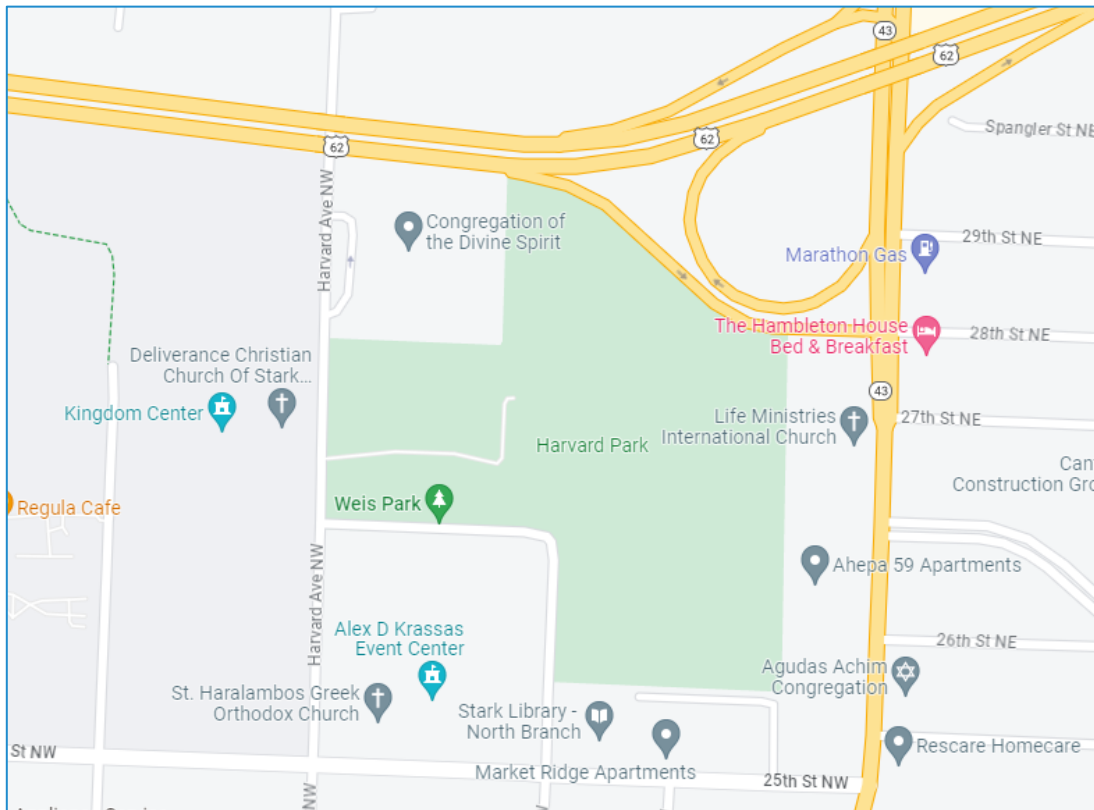 43
62
62
Spangler St NE
62
Harvard Ave NW
Congregation of
the Divine Spirit
29th St NE
Marathon Gas
The Hambleton House
Bed & Breakfast
28th St NE
Deliverance Christian
Church Of Stark...
Kingdom Center
43
Life Ministries
International Church
27th St NE
Harvard Park
Construction
Weis Park
Regula Cafe
Harvard Ave NW
Ahepa 59 Apartments
Alex D Krassas
Event Center
26th St NE
Agudas Achim
Congregation
St. Haralambos Greek
Orthodox Church
Stark Library -
North Branch
Rescare Homecare
St NW
Market Ridge Apartments
25th St NW
NW